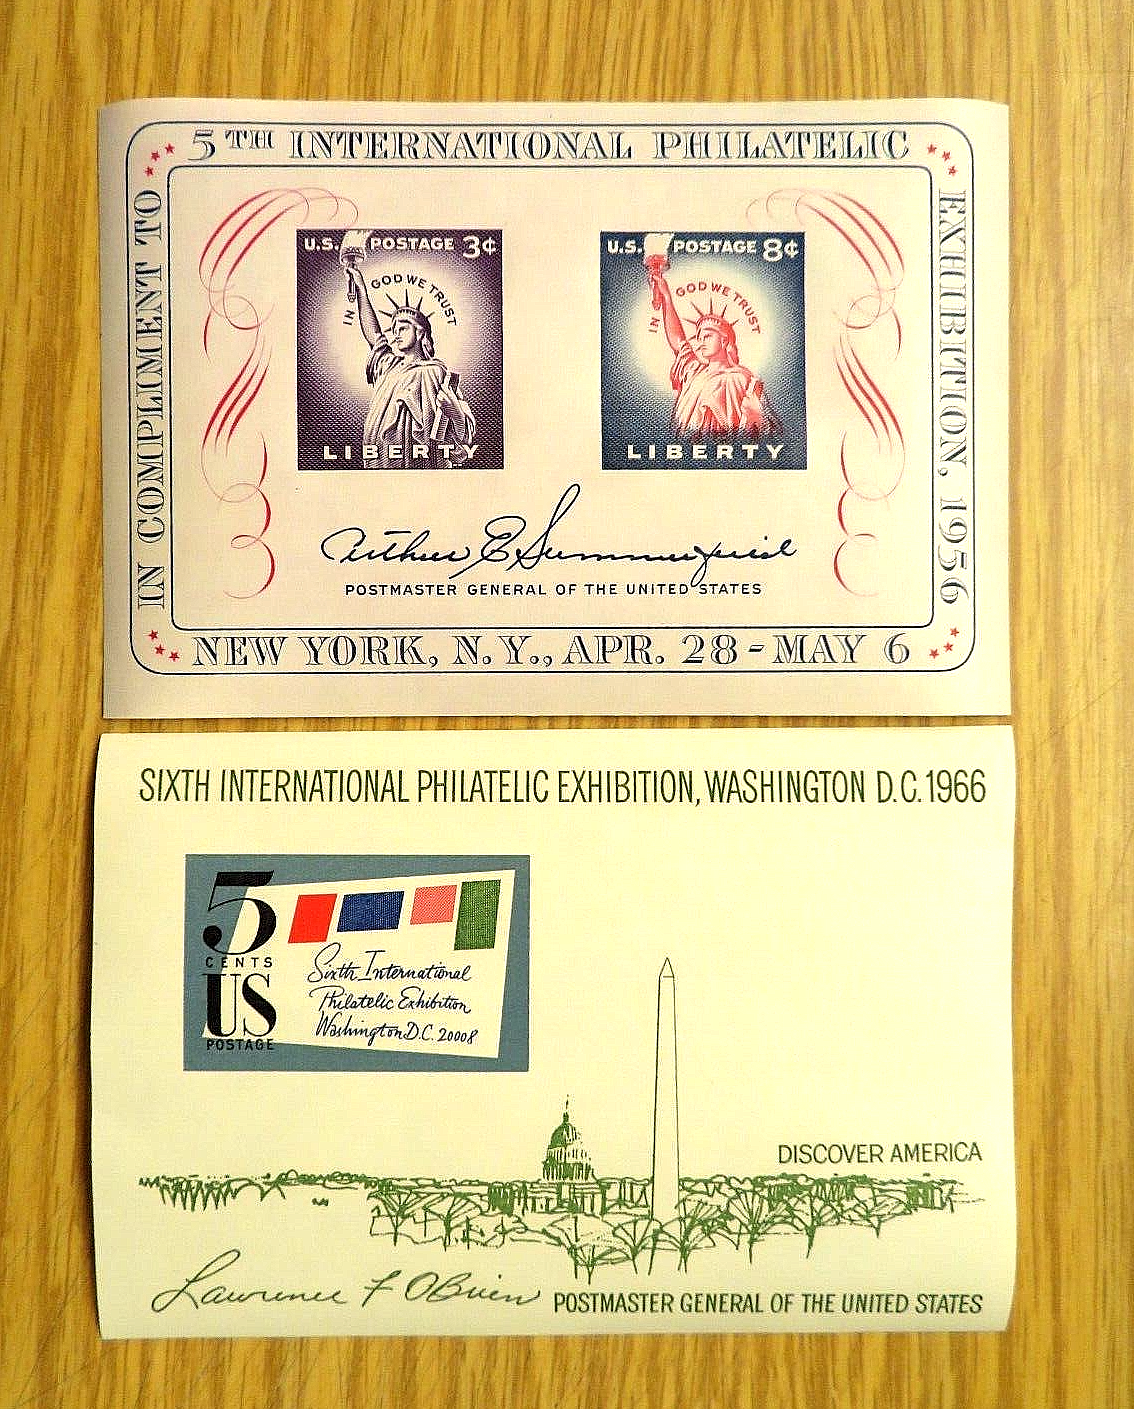 5TH INTERNATIONAL PHILATELIC
EXHIBITION, 1956
IN COMPLIMENT TO
U.S. POSTAGE 3¢
IN GOD WE TRUST
LIBERTY
U.S. POSTAGE 8¢
IN GOD WE TRUST
LIBERTY
Arthur E Summerfield
POSTMASTER GENERAL OF THE UNITED STATES
NEW YORK, N.Y., APR. 28-MAY 6
SIXTH INTERNATIONAL PHILATELIC EXHIBITION, WASHINGTON D.C. 1966
5
CENTS
US
POSTAGE
Sixth International
Philatelic Exhibition
Washington D.C. 20008
DISCOVER AMERICA
Lawrence F O'Brien
POSTMASTER GENERAL OF THE UNITED STATES